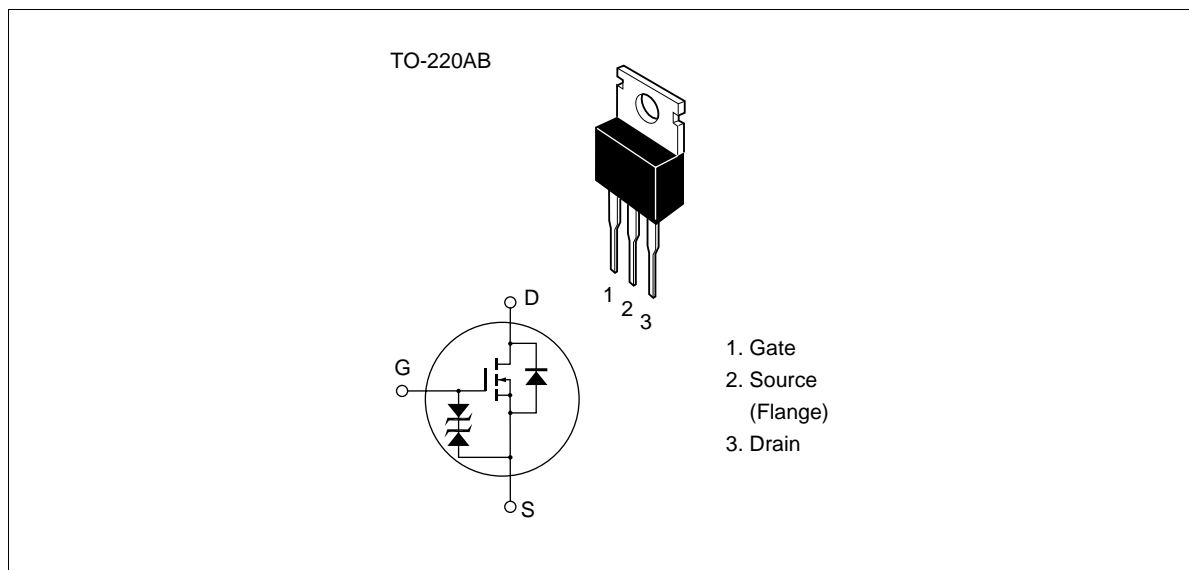 TO-220AB
1
2
3
D
G
S
1. Gate
2. Source
(Flange)
3. Drain